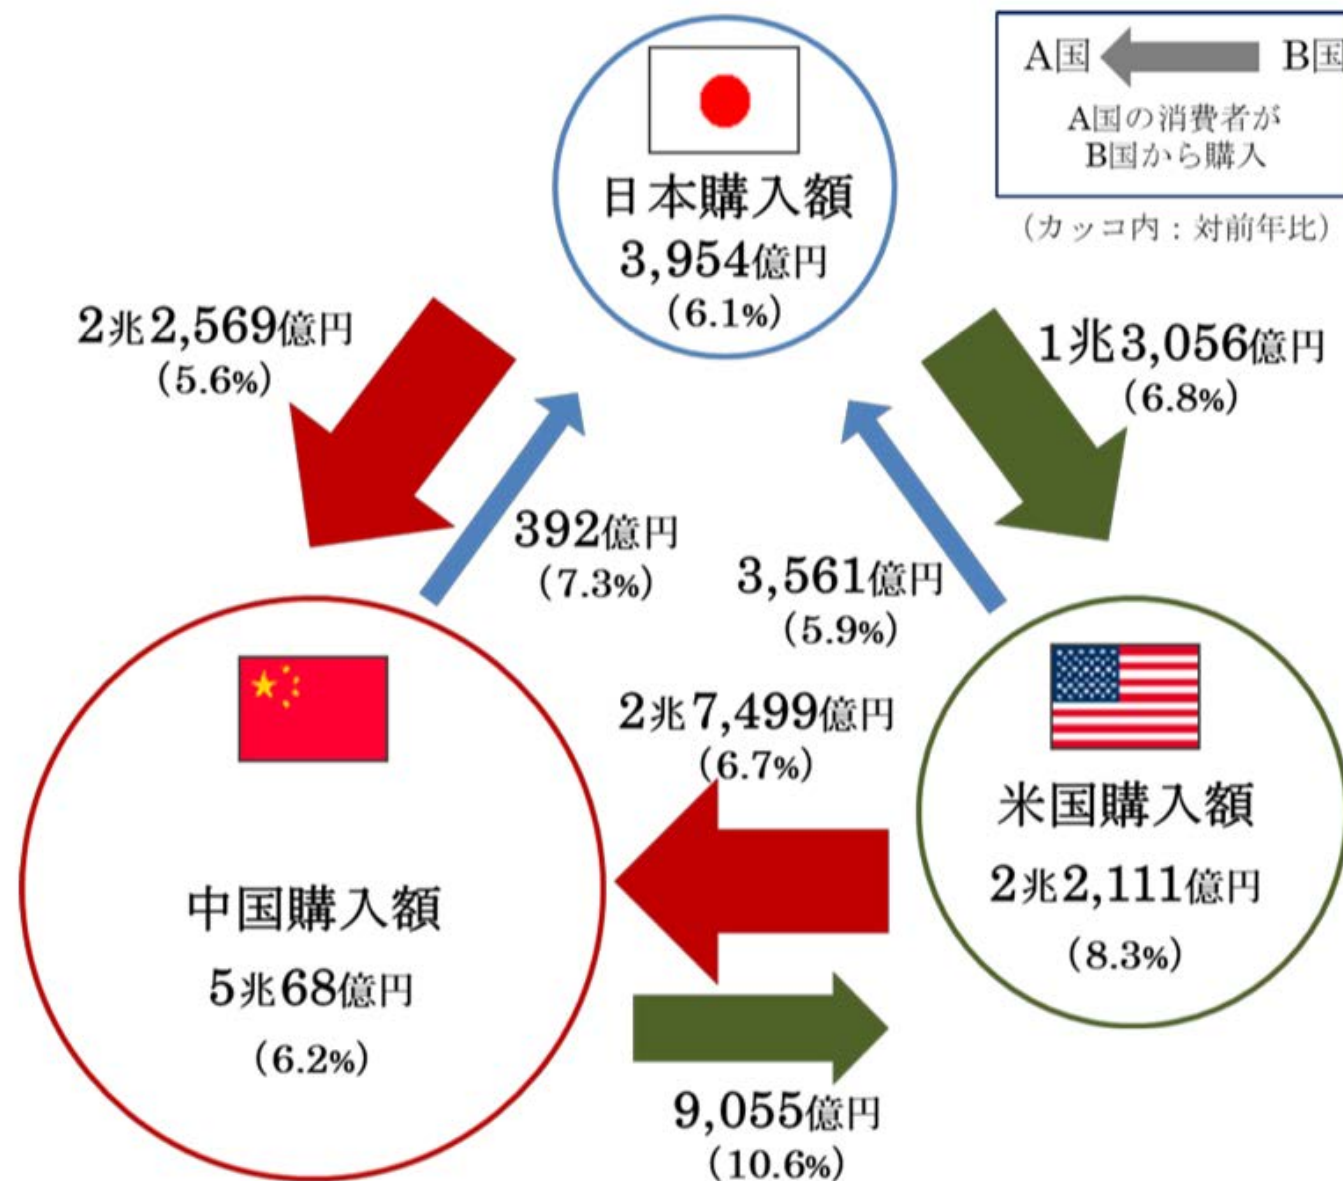 A国 B国
A国の消費者が
B国から購入
(カッコ内:対前年比)
日本購入額
3,954億円
(6.1%)
2兆2,569億円
(5.6%)
1兆3,056億円
(6.8%)
392億円
(7.3%)
3,561億円
(5.9%)
2兆7,499億円
(6.7%)
中国購入額
5兆68億円
(6.2%)
米国購入額
2兆2,111億円
(8.3%)
9,055億円
(10.6%)